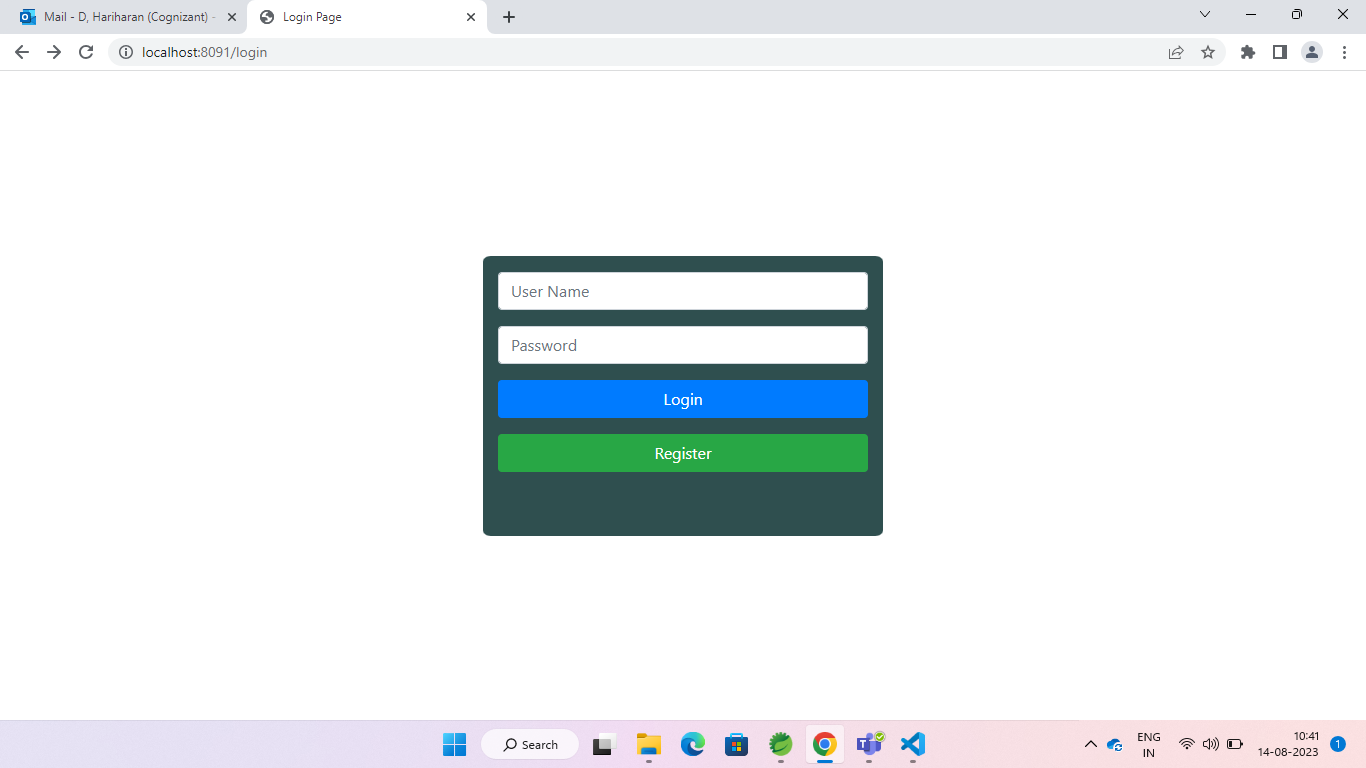 Mail - D, Hariharan (Cognizant) -
Login Page
localhost:8091/login
User Name
Password
Login
Register
Search
ENG
IN
10:41
14-08-2023
1